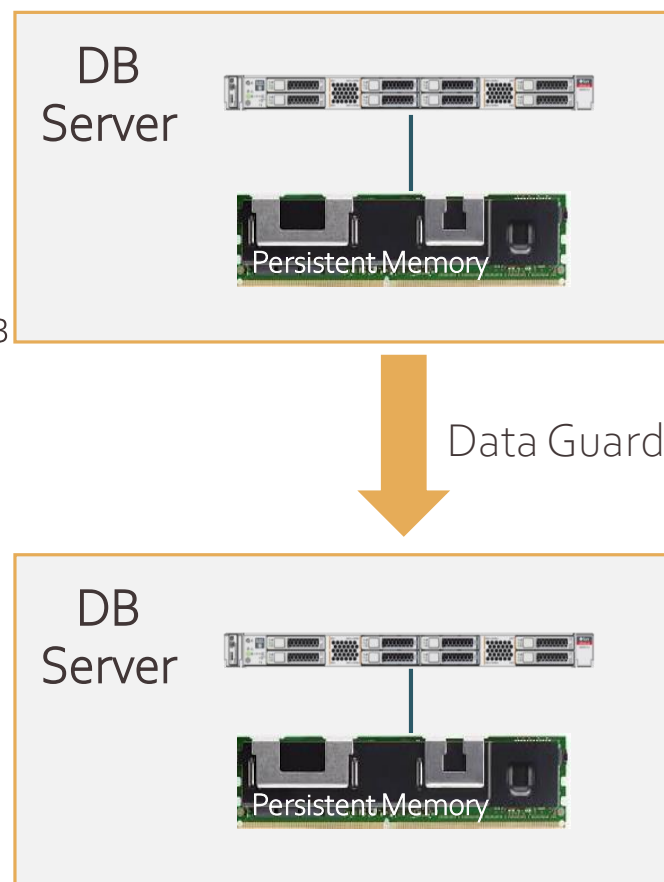 DB
Server
Persistent Memory
Data Guard
DB
Server
Persistent Memory